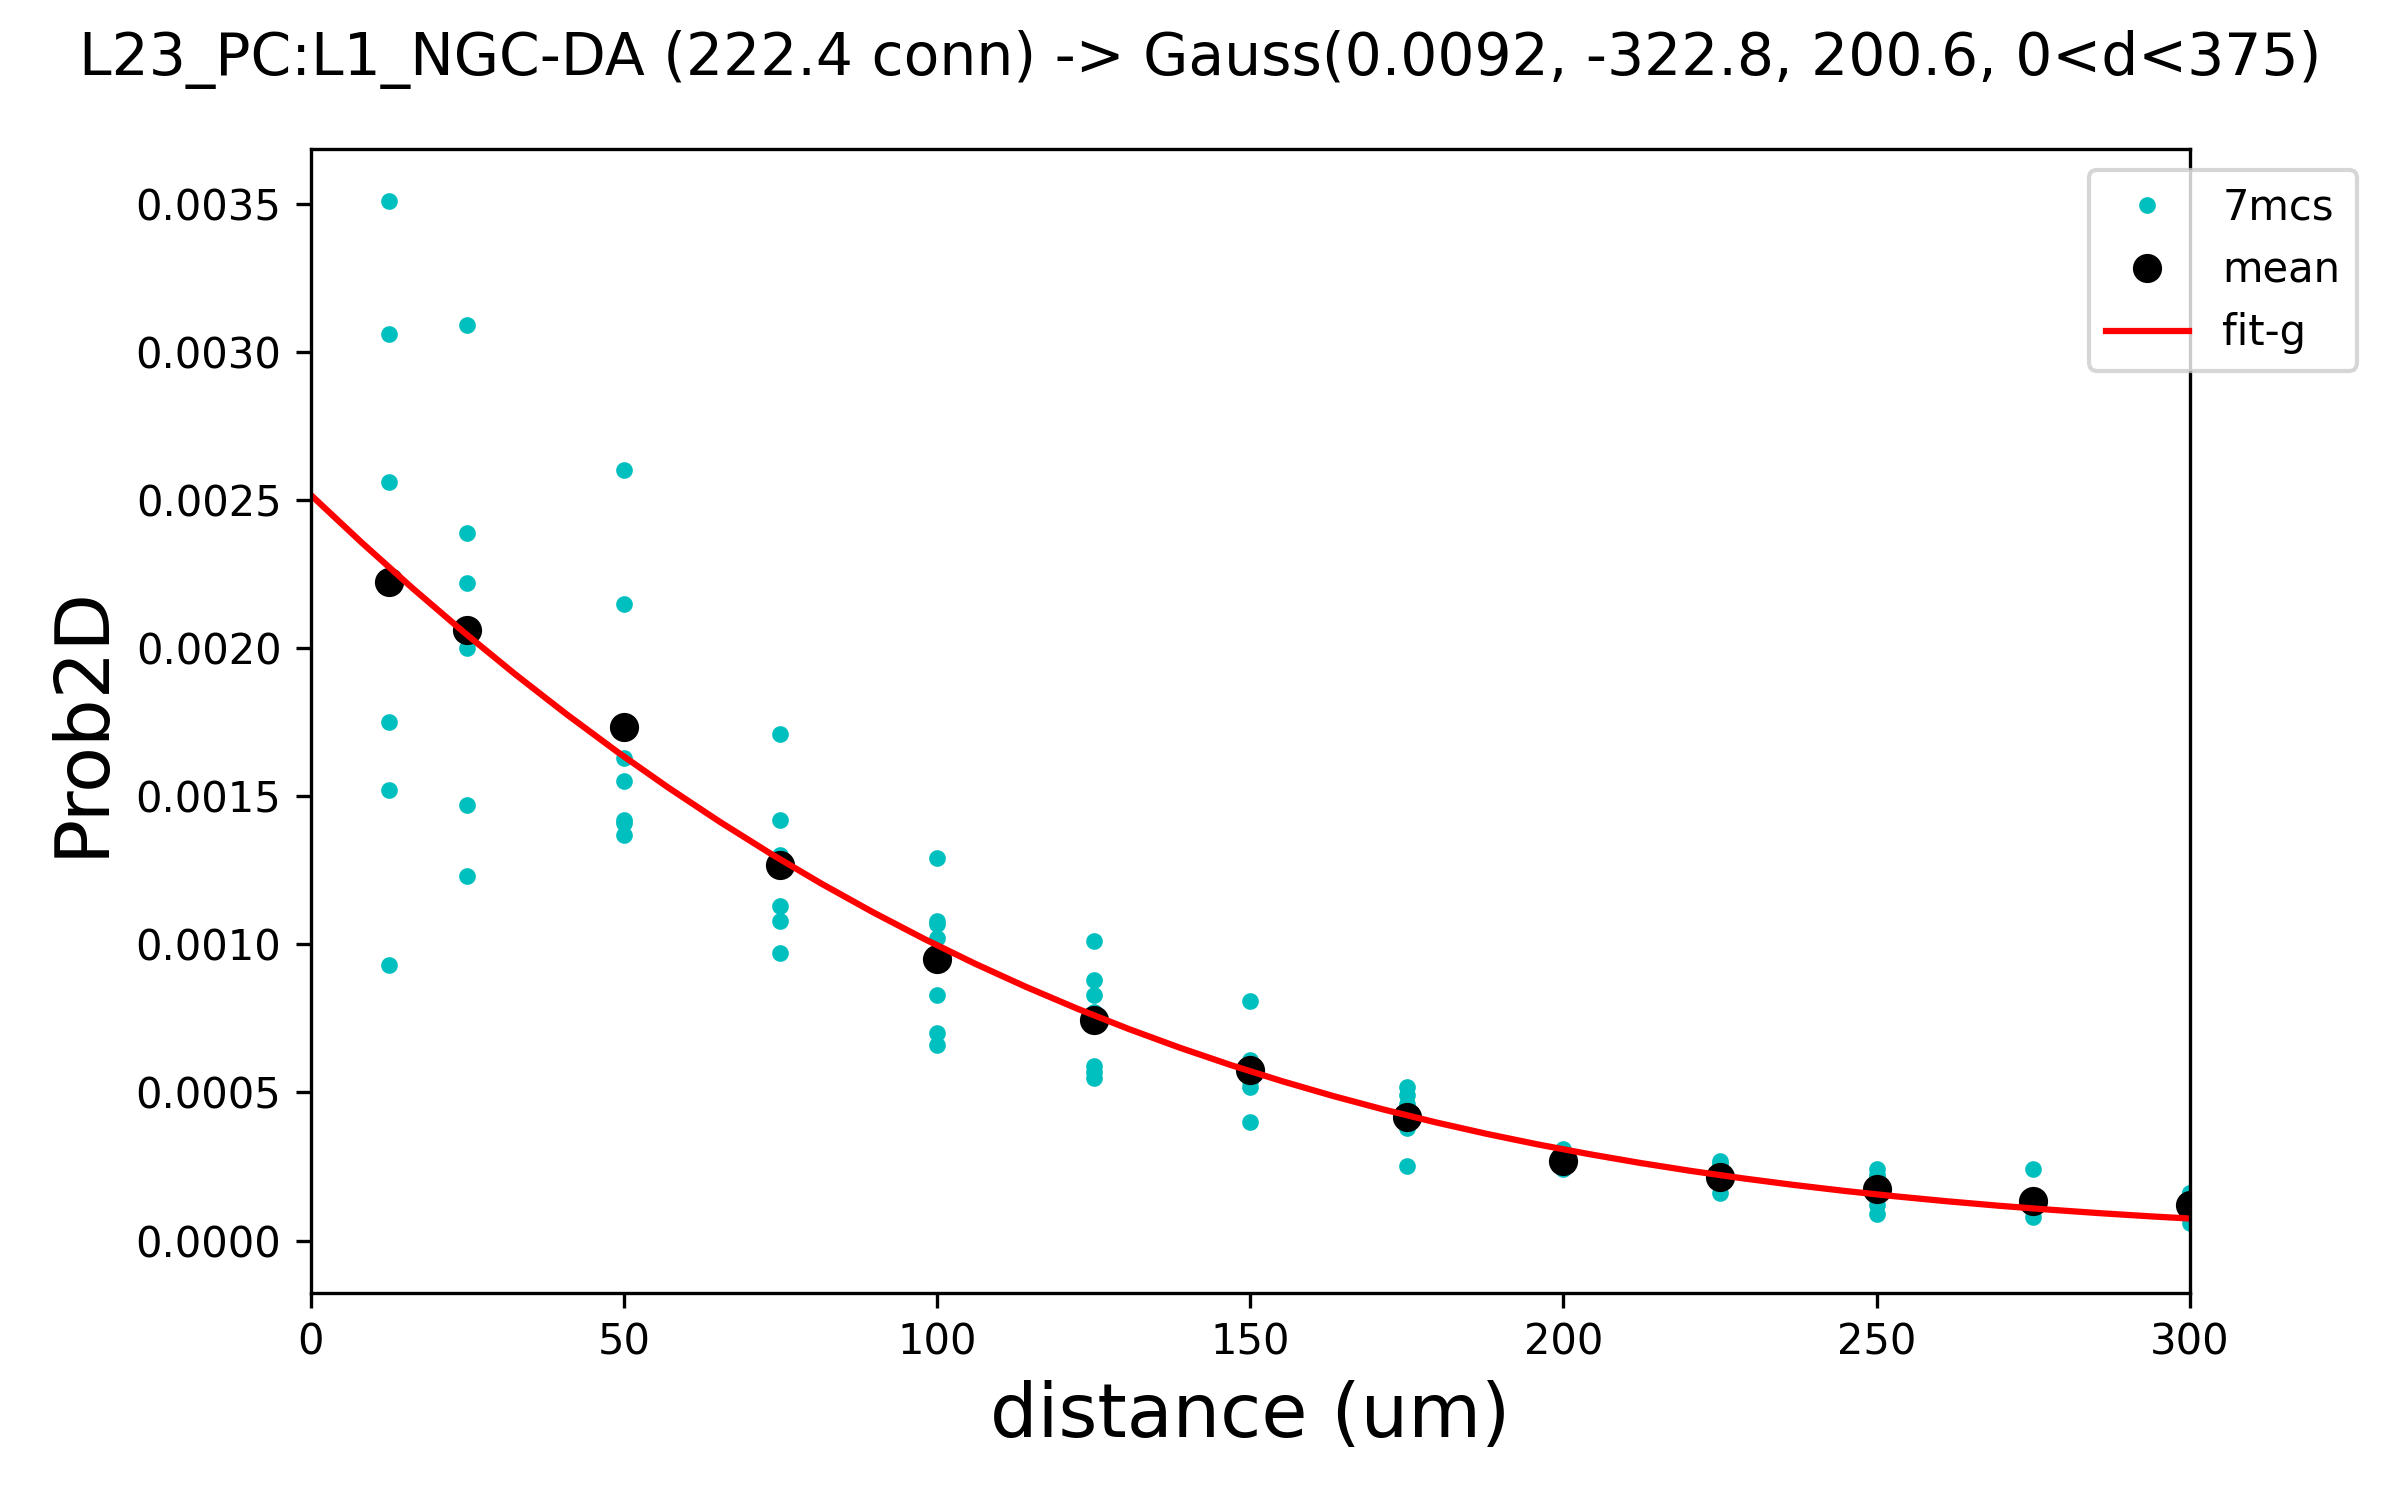 L23_PC:L1_NGC-DA (222.4 conn) -> Gauss(0.0092, -322.8, 200.6, 0<d<375)
7mcs
mean
fit-g
Prob2D
0.0035
0.0030
0.0025
0.0020
0.0015
0.0010
0.0005
0.0000
0 50 100 150 200 250 300
distance (um)